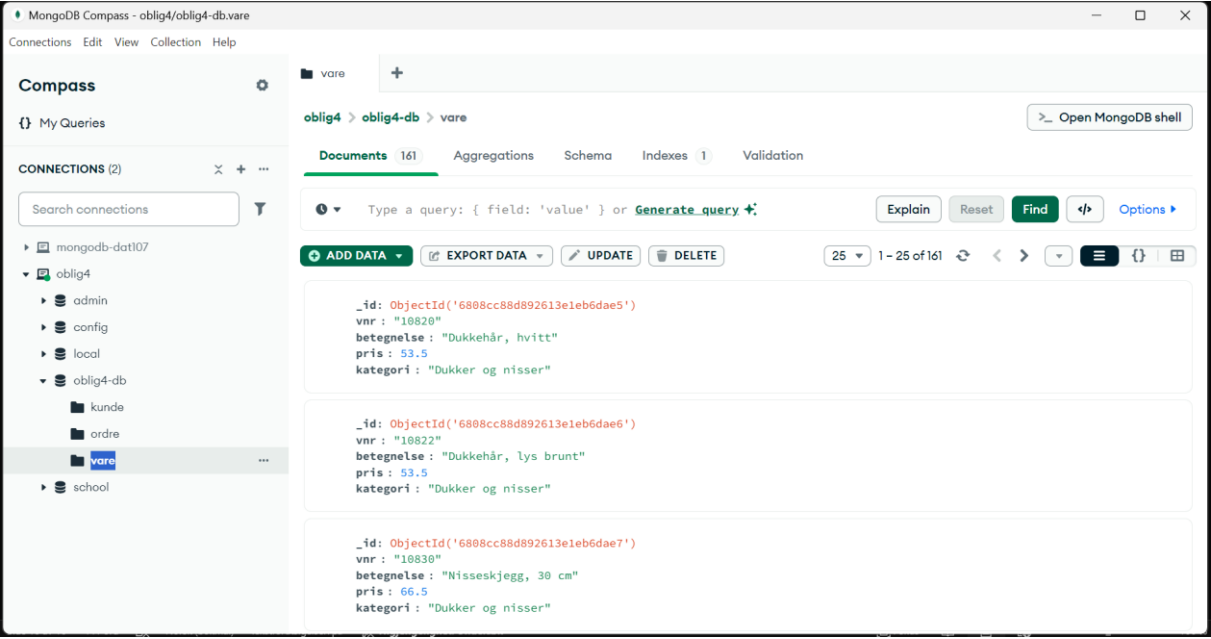 MongoDB Compass - oblig4/oblig4-db.vare
Connections Edit View Collection Help
Compass
{} My Queries
CONNECTIONS (2)
Search connections
mongodb-dat107
oblig4
admin
config
local
oblig4-db
kunde
ordre
vare
school
vare
oblig4 > oblig4-db > vare
>_ Open MongoDB shell
Documents 161 Aggregations Schema Indexes 1 Validation
Type a query: { field: 'value' } or Generate query
Explain Reset Find </> Options
ADD DATA EXPORT DATA UPDATE DELETE
25 1 – 25 of 161 {}
_id: ObjectId('6808cc88d892613e1eb6dae5')
vnr : "10820"
betegnelse : "Dukkehår, hvitt"
pris : 53.5
kategori : "Dukker og nisser"
_id: ObjectId('6808cc88d892613e1eb6dae6')
vnr : "10822"
betegnelse : "Dukkehår, lys brunt"
pris : 53.5
kategori : "Dukker og nisser"
_id: ObjectId('6808cc88d892613e1eb6dae7')
vnr : "10830"
betegnelse : "Nisseskjegg, 30 cm"
pris : 66.5
kategori : "Dukker og nisser"